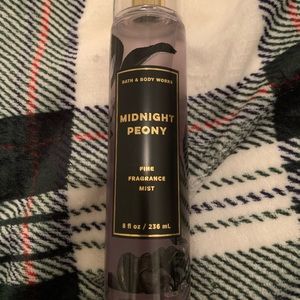 BATH & BODY WORKS
MIDNIGHT
PEONY
FINE
FRAGRANCE
MIST
8 fl oz / 236 mL